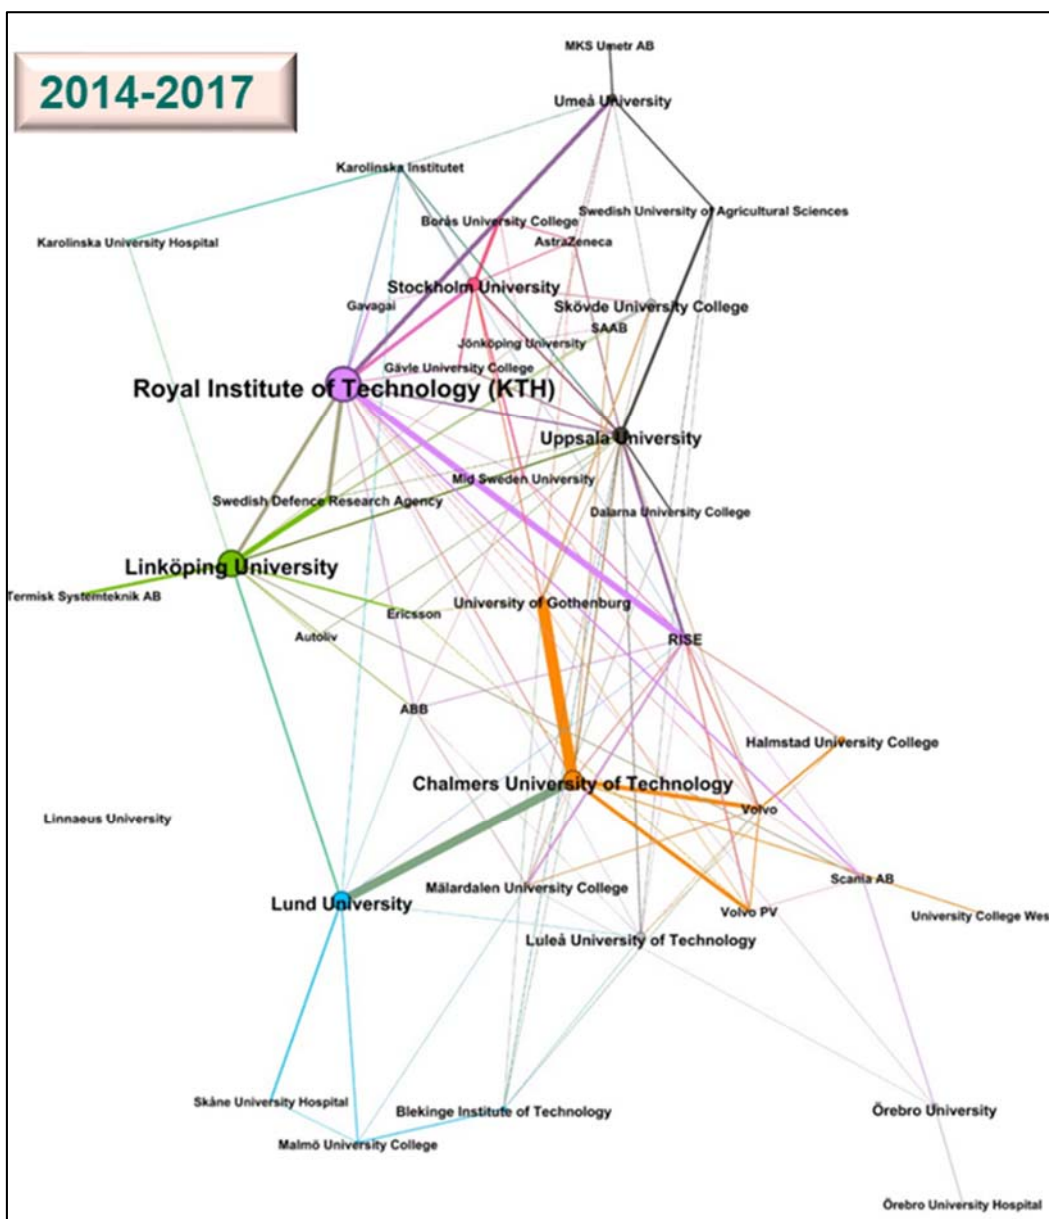 MKS Umetr AB
2014-2017
Umeå University
Karolinska Institutet
Swedish University of Agricultural Sciences
Borås University College
Karolinska University Hospital
AstraZeneca
Stockholm University
Gavagai
Skövde University College
SAAB
Jönköping University
Gävle University College
Royal Institute of Technology (KTH)
Uppsala University
Mid Sweden University
Swedish Defence Research Agency
Dalarna University College
Linköping University
Termisk Systemteknik AB
University of Gothenburg
Ericsson
Autoliv
RISE
ABB
Halmstad University College
Chalmers University of Technology
Volvo
Linnaeus University
Scania AB
Mälardalen University College
Lund University
Volvo PV
University College Wes
Luleå University of Technology
Skåne University Hospital
Blekinge Institute of Technology
Örebro University
Malmö University College
Örebro University Hospital